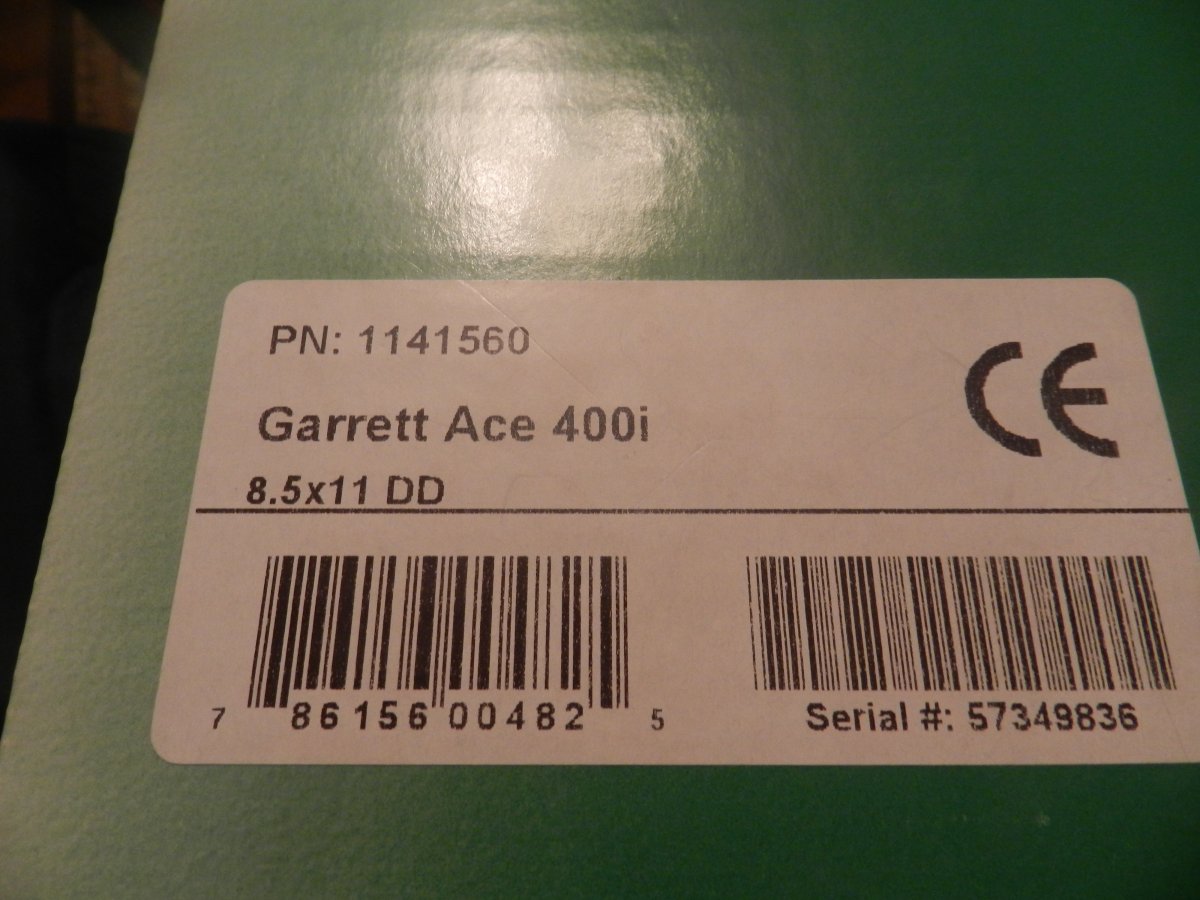 PN: 1141560
CE
Garrett Ace 400i
8.5x11 DD
7 86156 00482 5
Serial #: 57349836